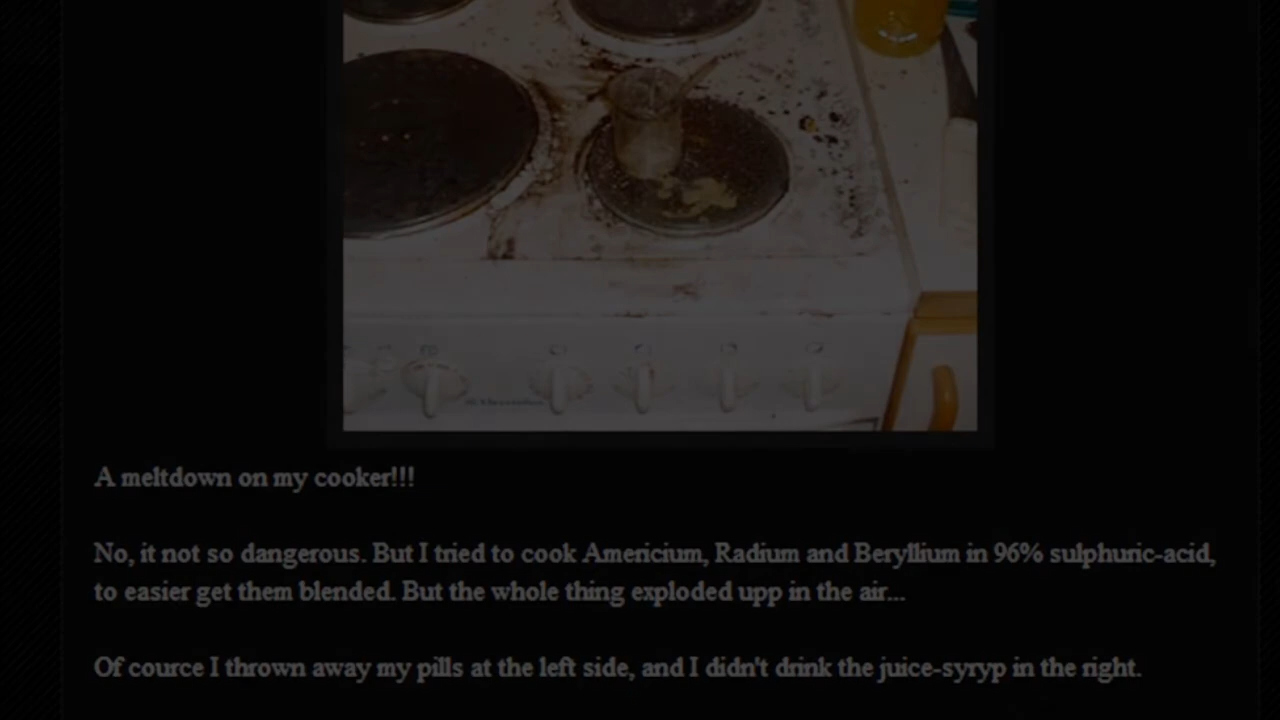 A meltdown on my cooker!!!
No, it not so dangerous. But I tried to cook Americium, Radium and Beryllium in 96% sulphuric-acid,
to easier get them blended. But the whole thing exploded upp in the air...
Of cource I thrown away my pills at the left side, and I didn't drink the juice-syryp in the right.